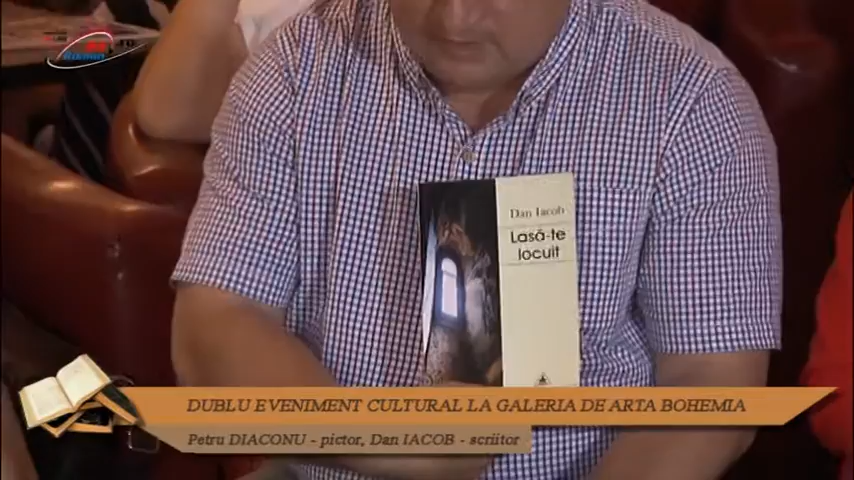 Dan Iacob
Lasă-te
locuit
DUBLU EVENIMENT CULTURAL LA GALERIA DE ARTA BOHEMIA
Petru DIACONU - pictor, Dan IACOB - scriitor